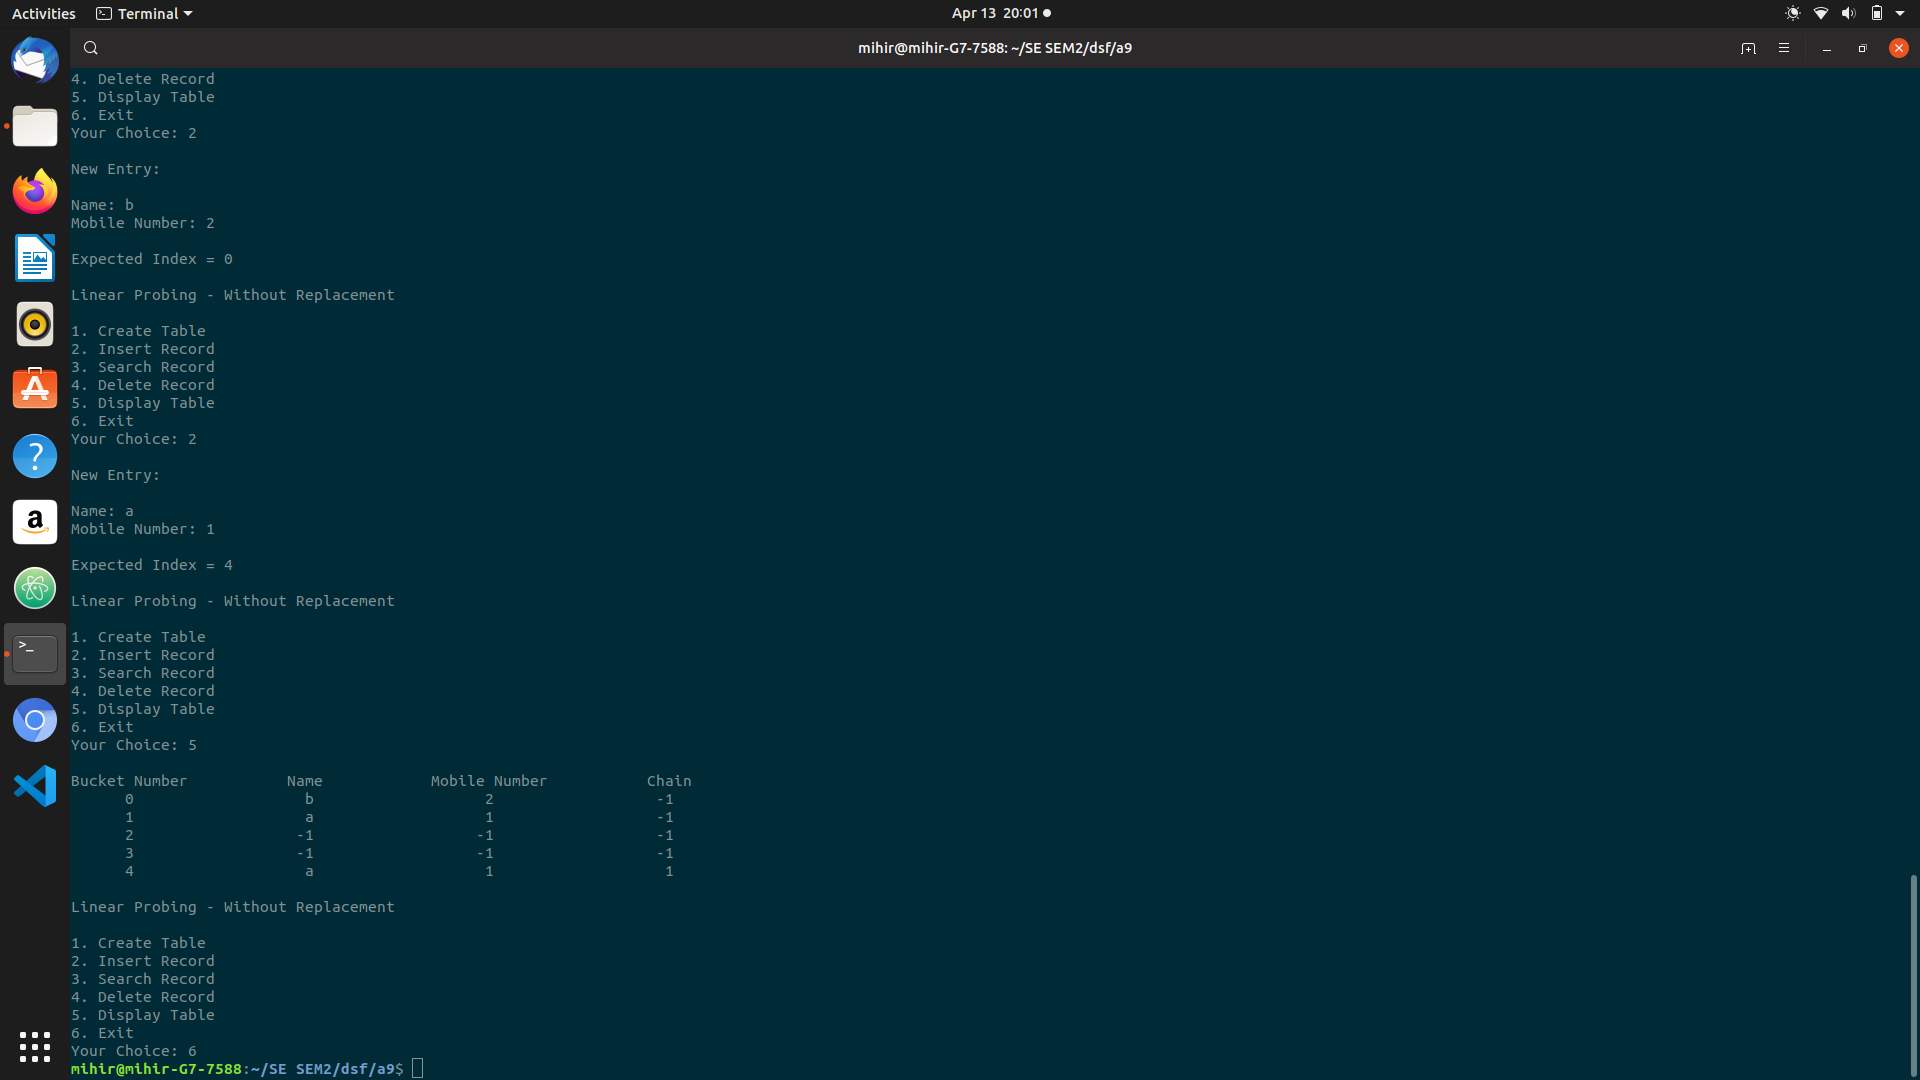 Activities Terminal Apr 13 20:01
mihir@mihir-G7-7588: ~/SE SEM2/dsf/a9
4. Delete Record
5. Display Table
6. Exit
Your Choice: 2
New Entry:
Name: b
Mobile Number: 2
Expected Index = 0
Linear Probing - Without Replacement
1. Create Table
2. Insert Record
3. Search Record
4. Delete Record
5. Display Table
6. Exit
Your Choice: 2
New Entry:
Name: a
Mobile Number: 1
Expected Index = 4
Linear Probing - Without Replacement
1. Create Table
2. Insert Record
3. Search Record
4. Delete Record
5. Display Table
6. Exit
Your Choice: 5
Bucket Number Name Mobile Number Chain
0 b 2 -1
1 a 1 -1
2 -1 -1 -1
3 -1 -1 -1
4 a 1 1
Linear Probing - Without Replacement
1. Create Table
2. Insert Record
3. Search Record
4. Delete Record
5. Display Table
6. Exit
Your Choice: 6
mihir@mihir-G7-7588:~/SE SEM2/dsf/a9$